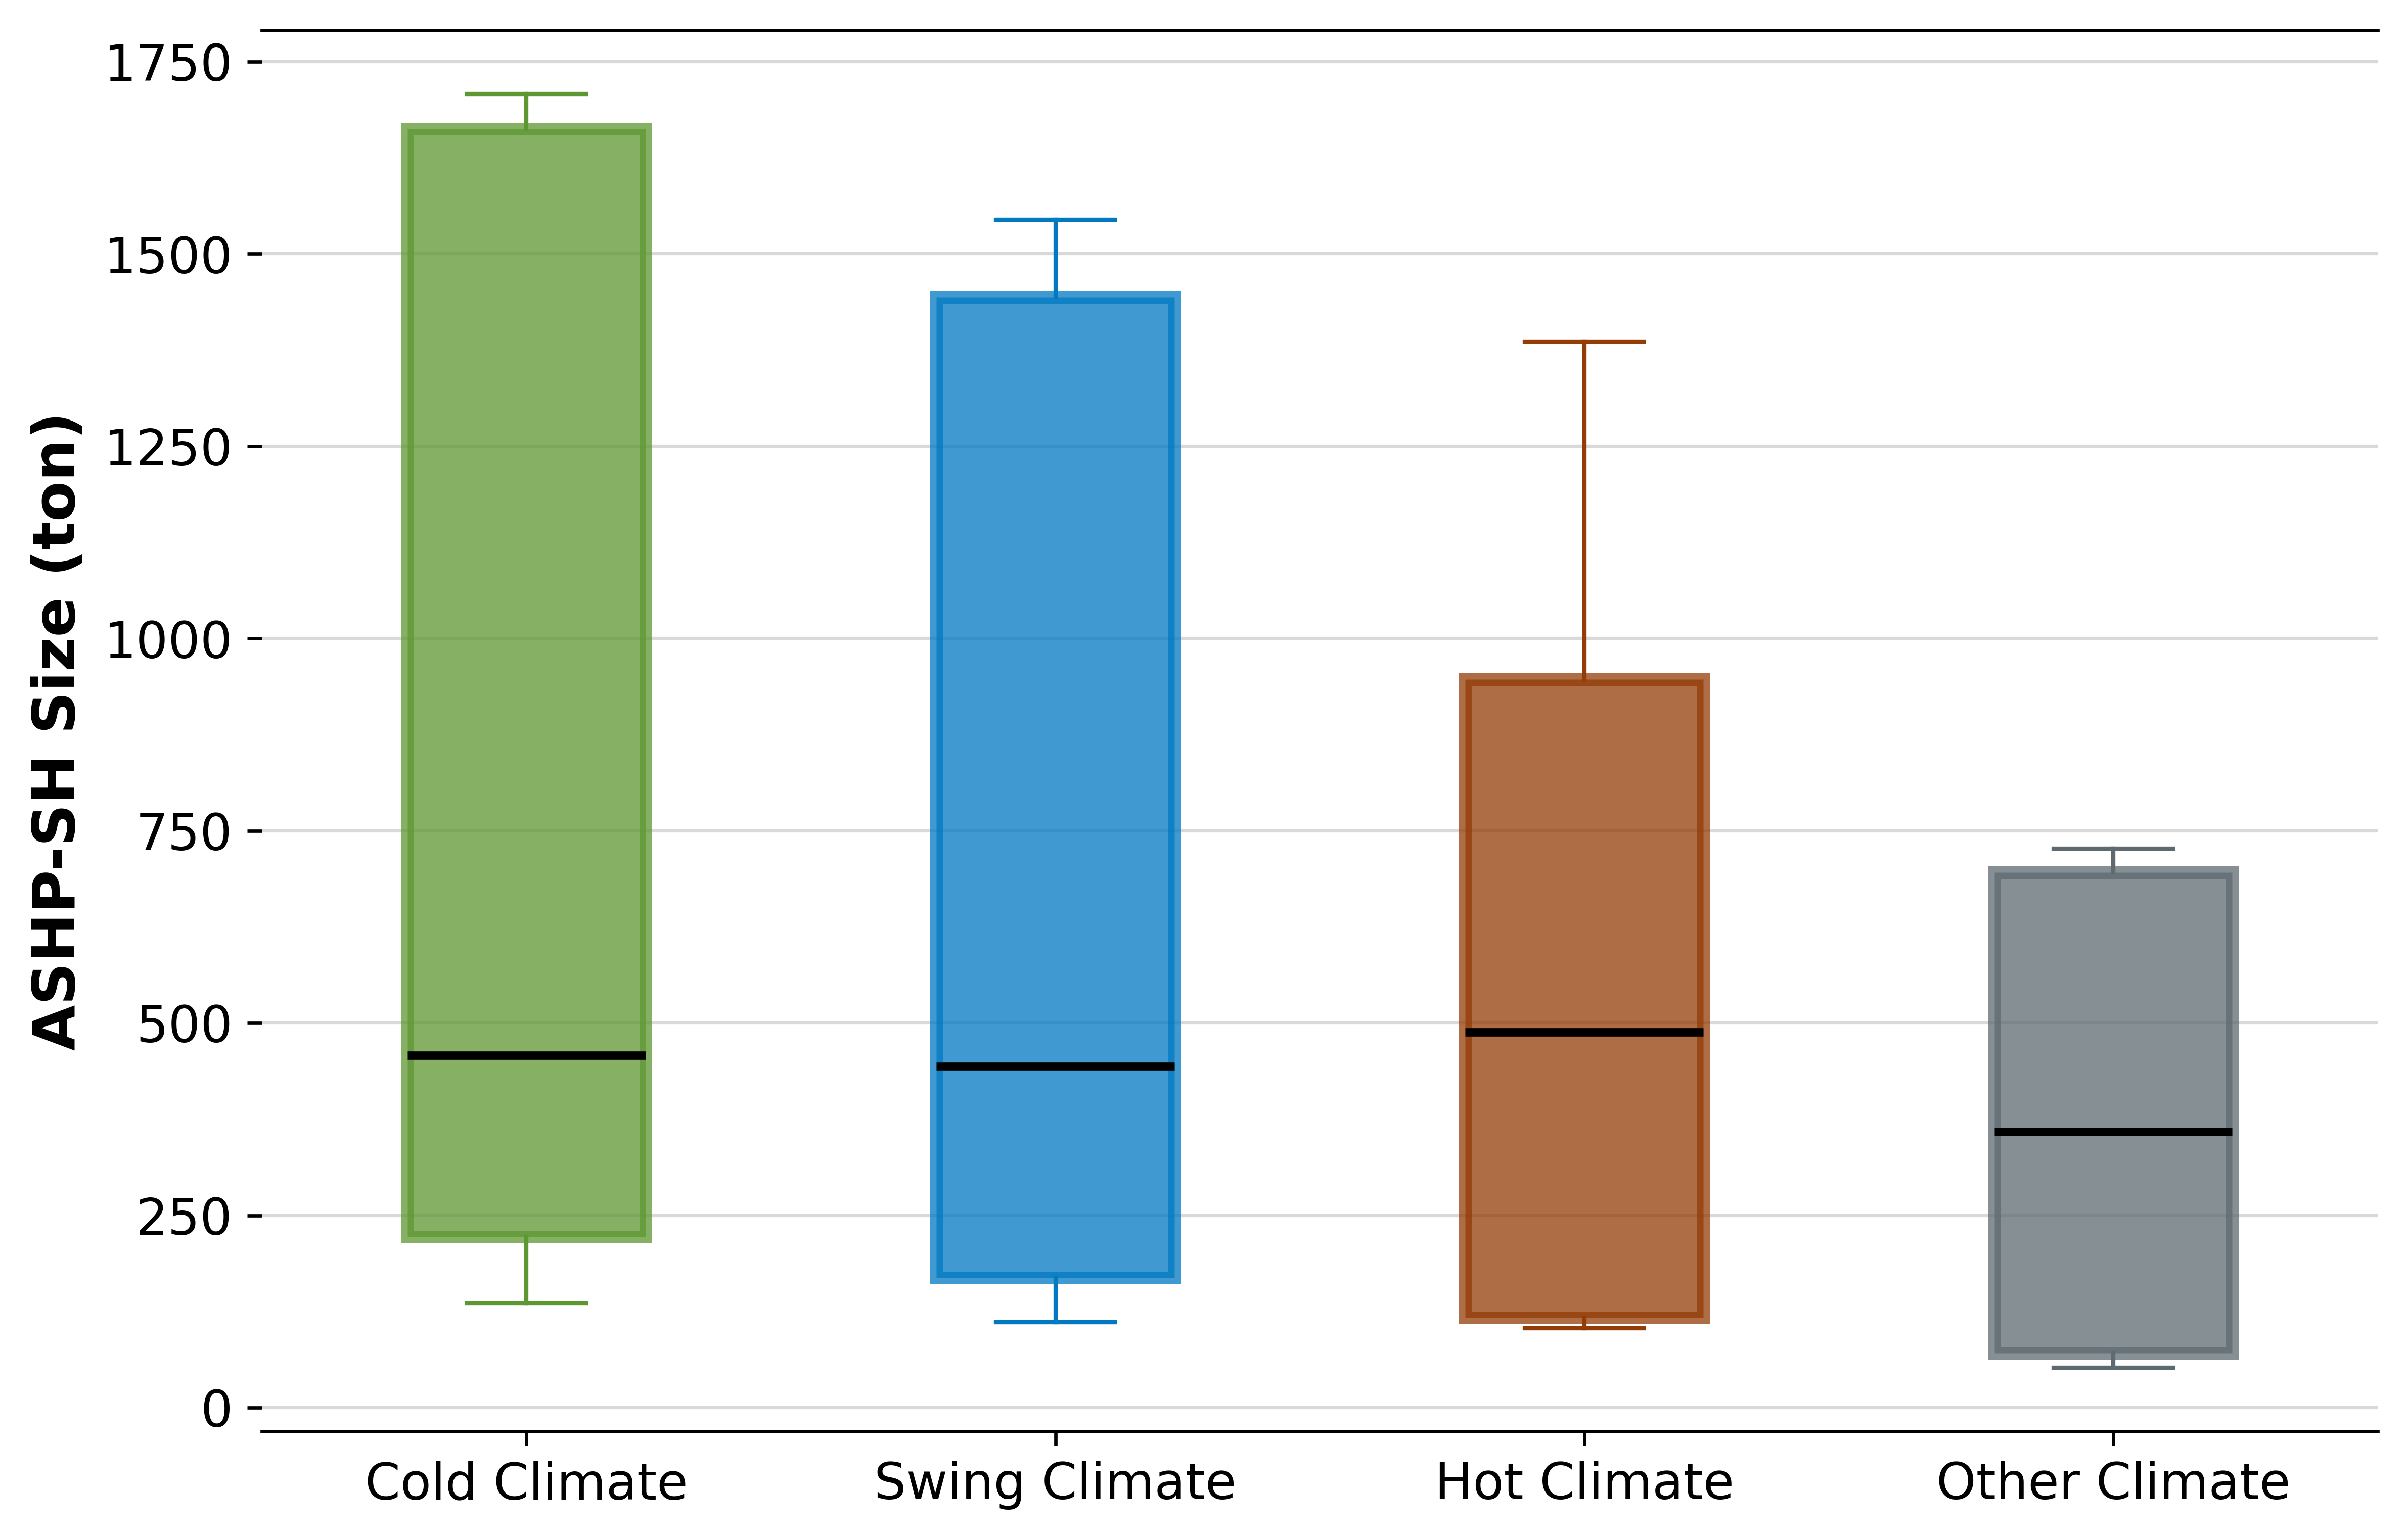 ASHP-SH Size (ton)
1750
1500
1250
1000
750
500
250
0
Cold Climate
Swing Climate
Hot Climate
Other Climate